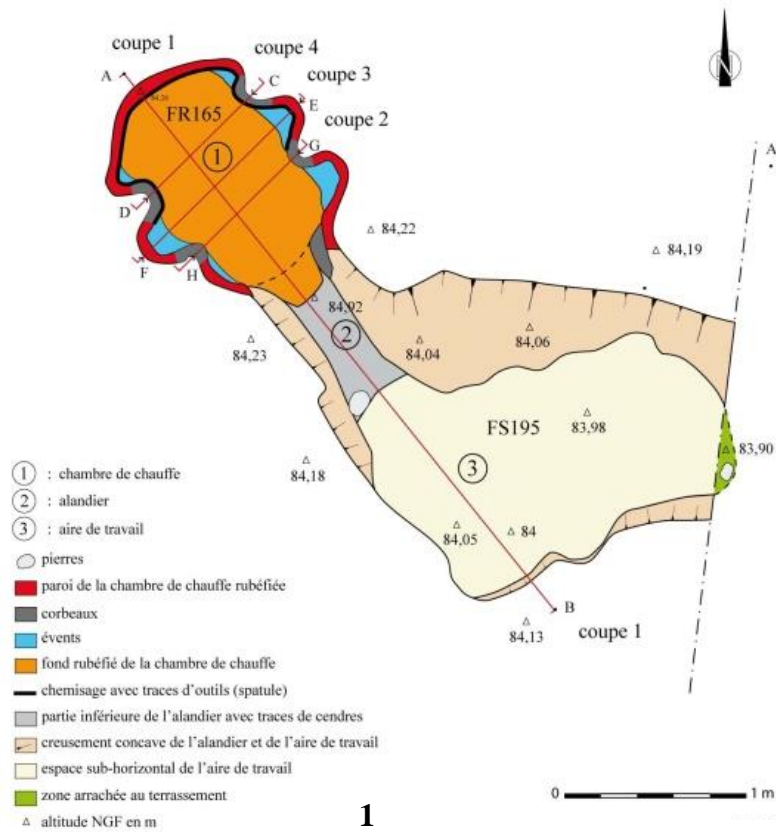 coupe 1
coupe 4
coupe 3
coupe 2
A
C
E
G
N
FR165
1
D
F
H
A
84,22
84,19
84,92
2
84,23
84,04
84,06
FS195
83,98
83,90
3
84,18
84,05
84
B
84,13
coupe 1
1 : chambre de chauffe
2 : alandier
3 : aire de travail
pierres
paroi de la chambre de chauffe rubéfiée
corbeaux
évents
fond rubéfié de la chambre de chauffe
chemisage avec traces d'outils (spatule)
partie inférieure de l'alandier avec traces de cendres
creusement concave de l'alandier et de l'aire de travail
espace sub-horizontal de l'aire de travail
zone arrachée au terrassement
altitude NGF en m
0 1 m
1